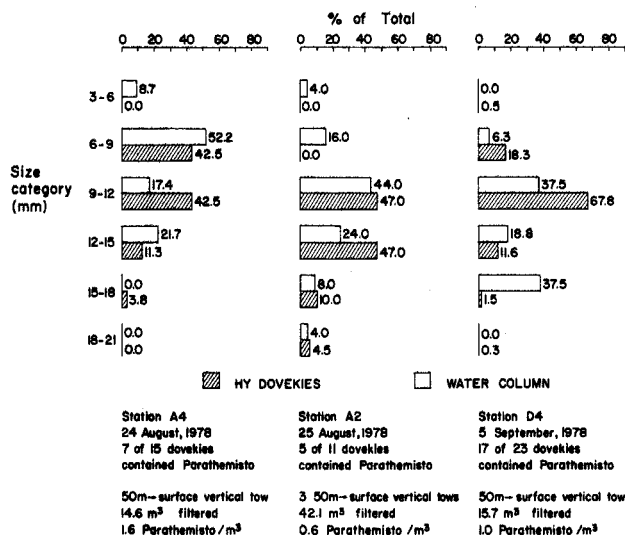 % of Total
0 20 40 60 80 0 20 40 60 80 0 20 40 60 80
Size category (mm)
3-6 8.7 0.0 4.0 0.0 0.0 0.5
6-9 52.2 42.5 16.0 0.0 6.3 18.3
9-12 17.4 42.5 44.0 47.0 37.5 67.8
12-15 21.7 11.3 24.0 47.0 18.8 11.6
15-18 0.0 3.8 8.0 10.0 37.5 1.5
18-21 0.0 0.0 4.0 4.5 0.0 0.3
HY DOVEKIES WATER COLUMN
Station A4
24 August, 1978
7 of 15 dovekies
contained Parathemisto
50m→surface vertical tow
14.6 m³ filtered
1.6 Parathemisto/m³
Station A2
25 August, 1978
5 of 11 dovekies
contained Parathemisto
3 50m→surface vertical tows
42.1 m³ filtered
0.6 Parathemisto/m³
Station D4
5 September, 1978
17 of 23 dovekies
contained Parathemisto
50m→surface vertical tow
15.7 m³ filtered
1.0 Parathemisto/m³